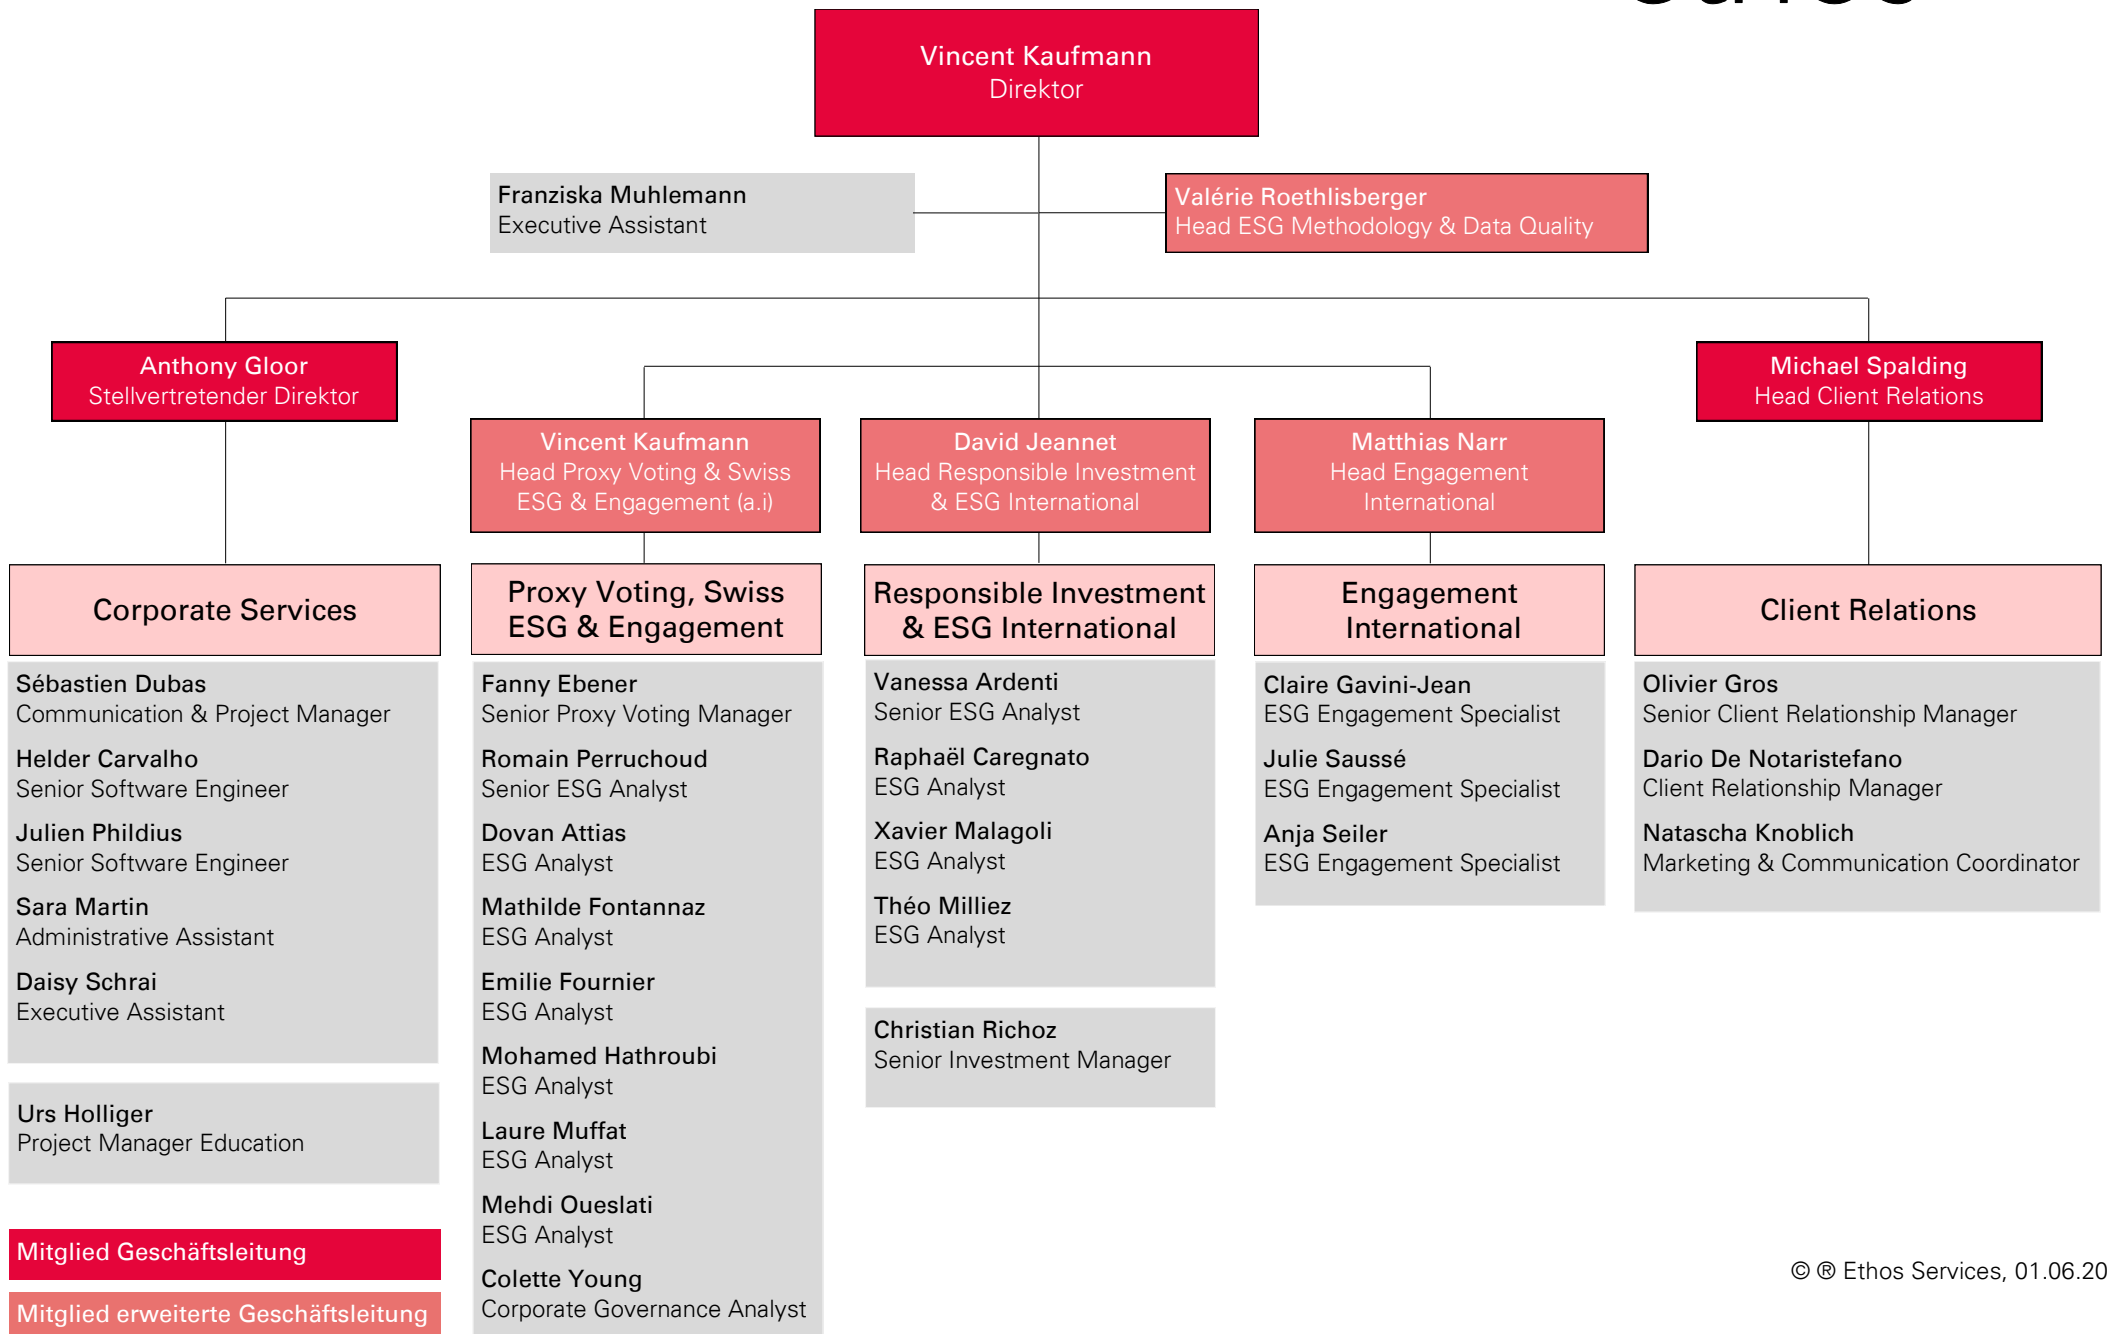 Vincent Kaufmann
Direktor
Franziska Muhlemann
Executive Assistant
Valérie Roethlisberger
Head ESG Methodology & Data Quality
Anthony Gloor
Stellvertretender Direktor
Michael Spalding
Head Client Relations
Vincent Kaufmann
Head Proxy Voting & Swiss
ESG & Engagement (a.i)
David Jeannet
Head Responsible Investment
& ESG International
Matthias Narr
Head Engagement
International
Corporate Services
Sébastien Dubas
Communication & Project Manager
Helder Carvalho
Senior Software Engineer
Julien Phildius
Senior Software Engineer
Sara Martin
Administrative Assistant
Daisy Schrai
Executive Assistant
Urs Holliger
Project Manager Education
Proxy Voting, Swiss
ESG & Engagement
Fanny Ebener
Senior Proxy Voting Manager
Romain Perruchoud
Senior ESG Analyst
Dovan Attias
ESG Analyst
Mathilde Fontannaz
ESG Analyst
Emilie Fournier
ESG Analyst
Mohamed Hathroubi
ESG Analyst
Laure Muffat
ESG Analyst
Mehdi Oueslati
ESG Analyst
Colette Young
Corporate Governance Analyst
Responsible Investment
& ESG International
Vanessa Ardenti
Senior ESG Analyst
Raphaël Caregnato
ESG Analyst
Xavier Malagoli
ESG Analyst
Théo Milliez
ESG Analyst
Christian Richoz
Senior Investment Manager
Engagement
International
Claire Gavini-Jean
ESG Engagement Specialist
Julie Saussé
ESG Engagement Specialist
Anja Seiler
ESG Engagement Specialist
Client Relations
Olivier Gros
Senior Client Relationship Manager
Dario De Notaristefano
Client Relationship Manager
Natascha Knoblich
Marketing & Communication Coordinator
Mitglied Geschäftsleitung
Mitglied erweiterte Geschäftsleitung
© ® Ethos Services, 01.06.20